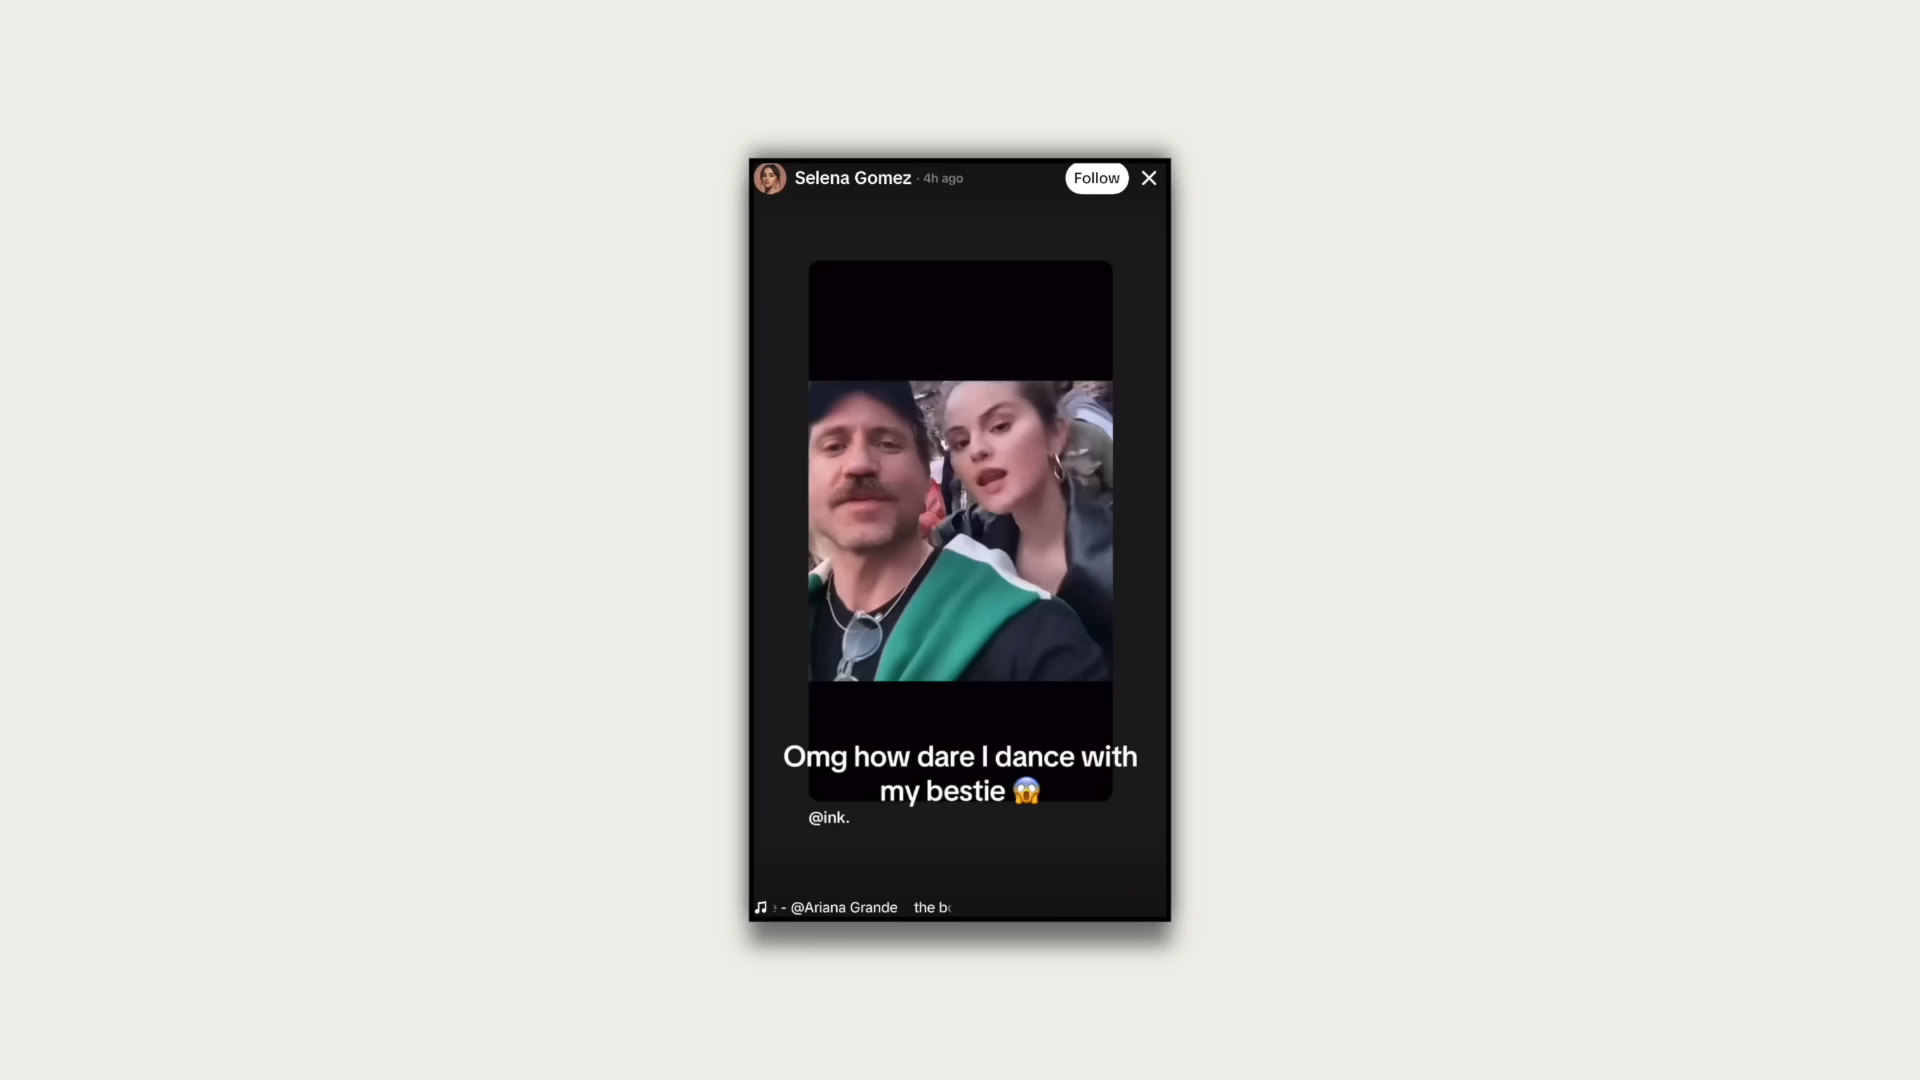 Selena Gomez · 4h ago
Follow
Omg how dare I dance with
my bestie 😱
@ink.
- @Ariana Grande the